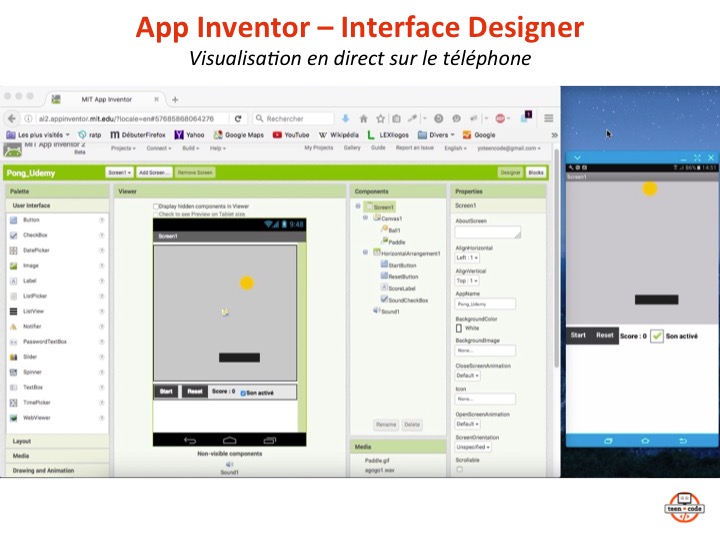 App Inventor – Interface Designer
Visualisation en direct sur le téléphone
MIT App Inventor
ai2.appinventor.mit.edu/?locale=en#5768586806427​6
Rechercher
Les plus visités
ratp
DébuterFirefox
Yahoo
Google Maps
YouTube
Wikipédia
LEXilogos
Divers
Google
MIT App Inventor 2
Beta
Projects
Connect
Build
Help
My Projects
Gallery
Guide
Report an Issue
English
yoteencode@gmail.com
Pong_Udemy
Screen1
Add Screen...
Remove Screen
Designer
Blocks
Palette
User Interface
Button
CheckBox
DatePicker
Image
Label
ListPicker
ListView
Notifier
PasswordTextBox
Slider
Spinner
TextBox
TimePicker
WebViewer
Layout
Media
Drawing and Animation
Viewer
Display hidden components in Viewer
Check to see Preview on Tablet size
9:48
Screen1
Start
Reset
Score : 0
Son activé
Non-visible components
Sound1
Components
Screen1
Canvas1
Ball1
Paddle
HorizontalArrangement1
StartButton
ResetButton
ScoreLabel
SoundCheckBox
Sound1
Rename
Delete
Media
Paddle.gif
agogo1.wav
Properties
Screen1
AboutScreen
AlignHorizontal
Left : 1
AlignVertical
Top : 1
AppName
Pong_Udemy
BackgroundColor
White
BackgroundImage
None...
CloseScreenAnimation
Default
Icon
None...
OpenScreenAnimation
Default
ScreenOrientation
Unspecified
Scrollable
86% 14:51
Screen1
Start
Reset
Score : 0
Son activé
teen-code